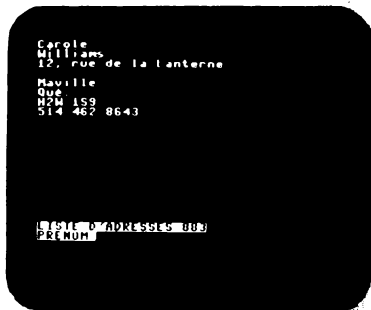 Carole
Williams
12, rue de la Lanterne
Maville
Qué.
H2W 1S9
514 462 8643
LISTE D'ADRESSES 003
PRENOM